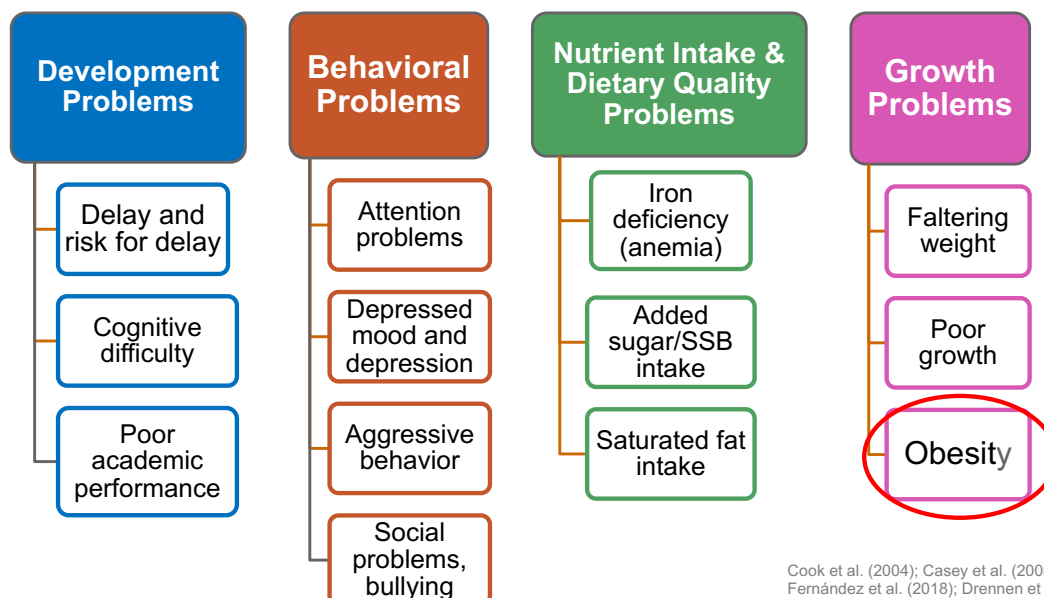 Development
Problems
Delay and
risk for delay
Cognitive
difficulty
Poor
academic
performance
Behavioral
Problems
Attention
problems
Depressed
mood and
depression
Aggressive
behavior
Social
problems,
bullying
Nutrient Intake &
Dietary Quality
Problems
Iron
deficiency
(anemia)
Added
sugar/SSB
intake
Saturated fat
intake
Growth
Problems
Faltering
weight
Poor
growth
Obesity
Cook et al. (2004); Casey et al. (200
Fernández et al. (2018); Drennen et